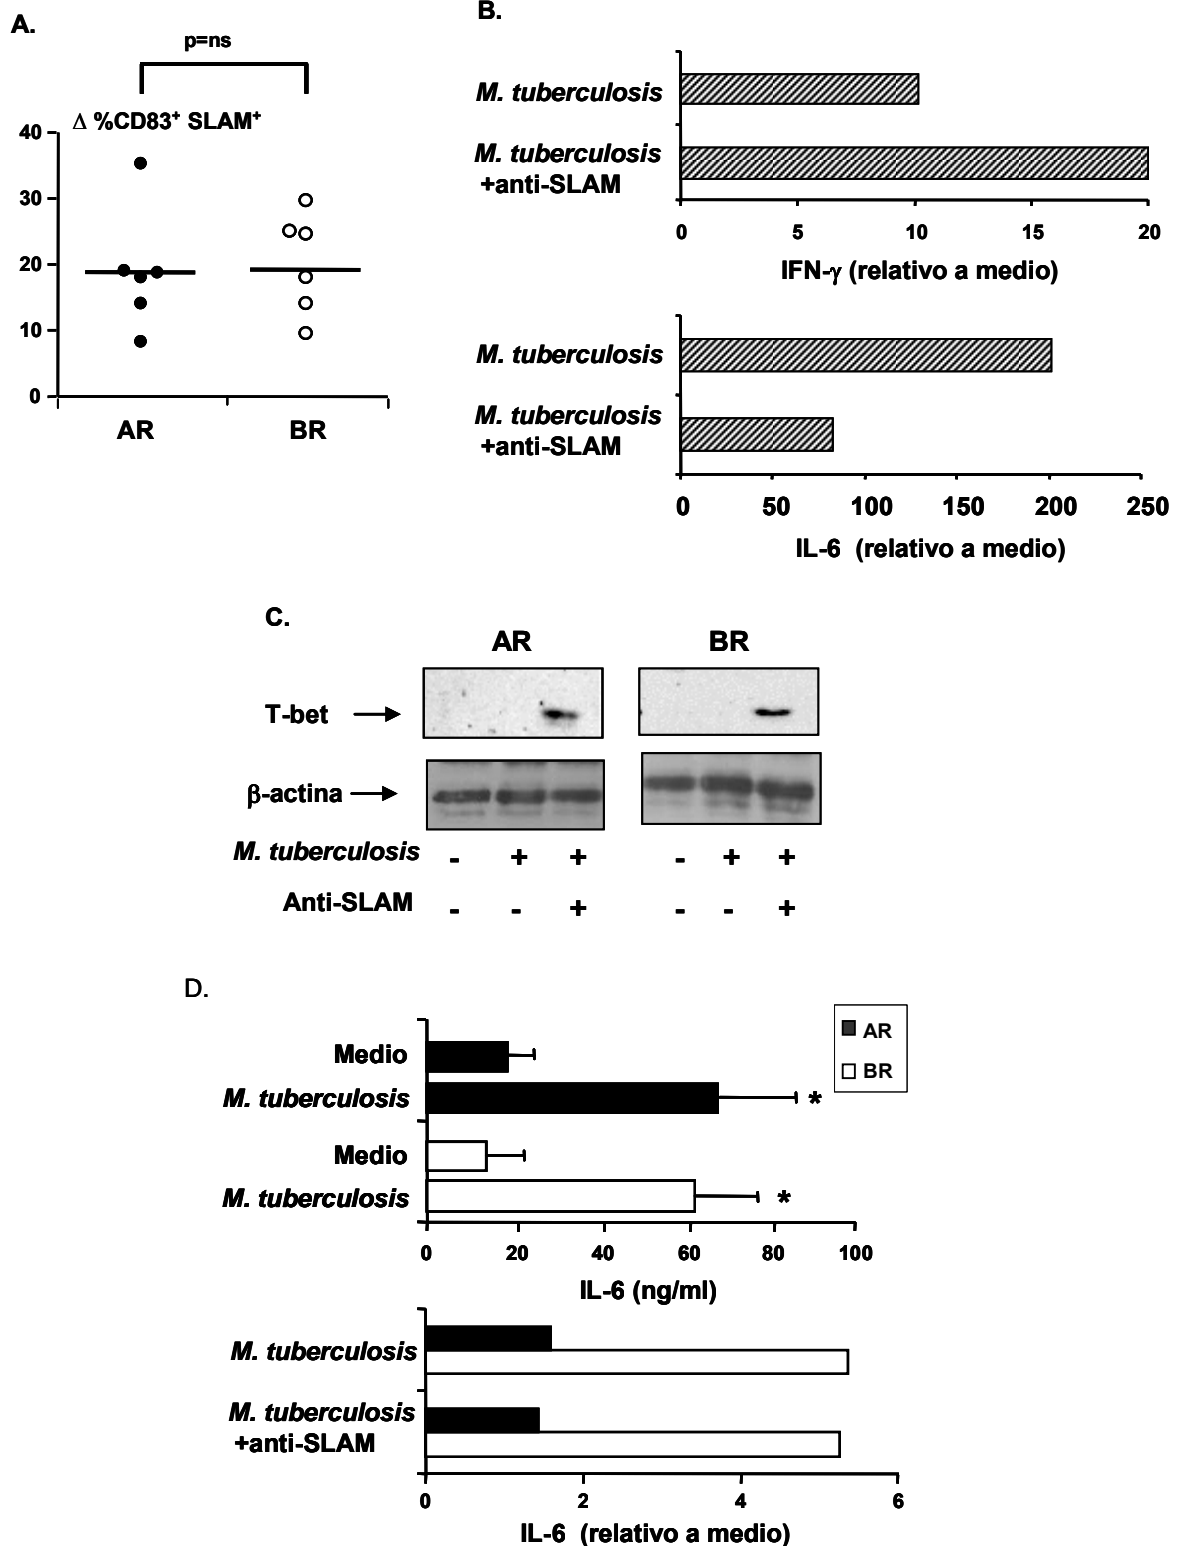 A.
p=ns
Δ %CD83+ SLAM+
40
30
20
10
0
AR BR
B.
M. tuberculosis
M. tuberculosis
+anti-SLAM
0 5 10 15 20
IFN-γ (relativo a medio)
M. tuberculosis
M. tuberculosis
+anti-SLAM
0 50 100 150 200 250
IL-6 (relativo a medio)
C.
AR BR
T-bet
β-actina
M. tuberculosis - + + - + +
Anti-SLAM - - + - - +
D.
AR
BR
Medio
M. tuberculosis *
Medio
M. tuberculosis *
0 20 40 60 80 100
IL-6 (ng/ml)
M. tuberculosis
M. tuberculosis
+anti-SLAM
0 2 4 6
IL-6 (relativo a medio)